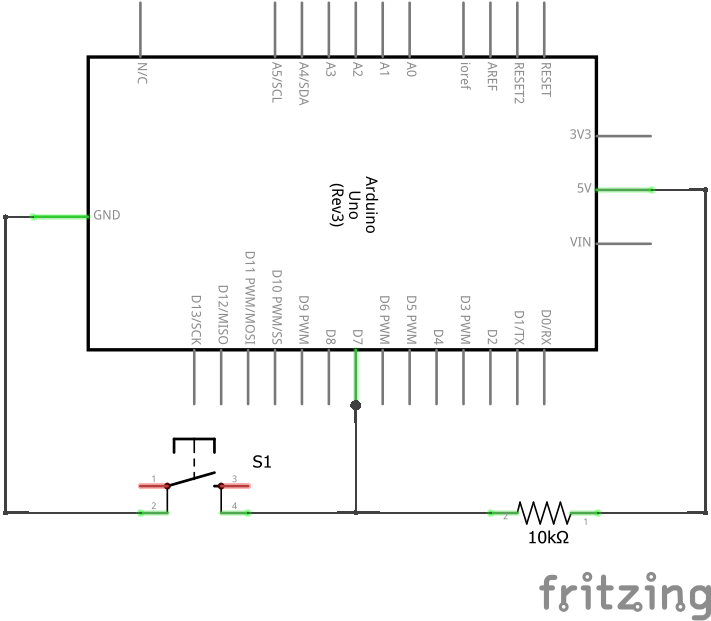 N/C
A5/SCL
A4/SDA
A3
A2
A1
A0
ioref
AREF
RESET2
RESET
3V3
5V
VIN
GND
Arduino
Uno
(Rev3)
D13/SCK
D12/MISO
D11 PWM/MOSI
D10 PWM/SS
D9 PWM
D8
D7
D6 PWM
D5 PWM
D4
D3 PWM
D2
D1/TX
D0/RX
S1
1
3
2
4
2
1
10kΩ
fritzing